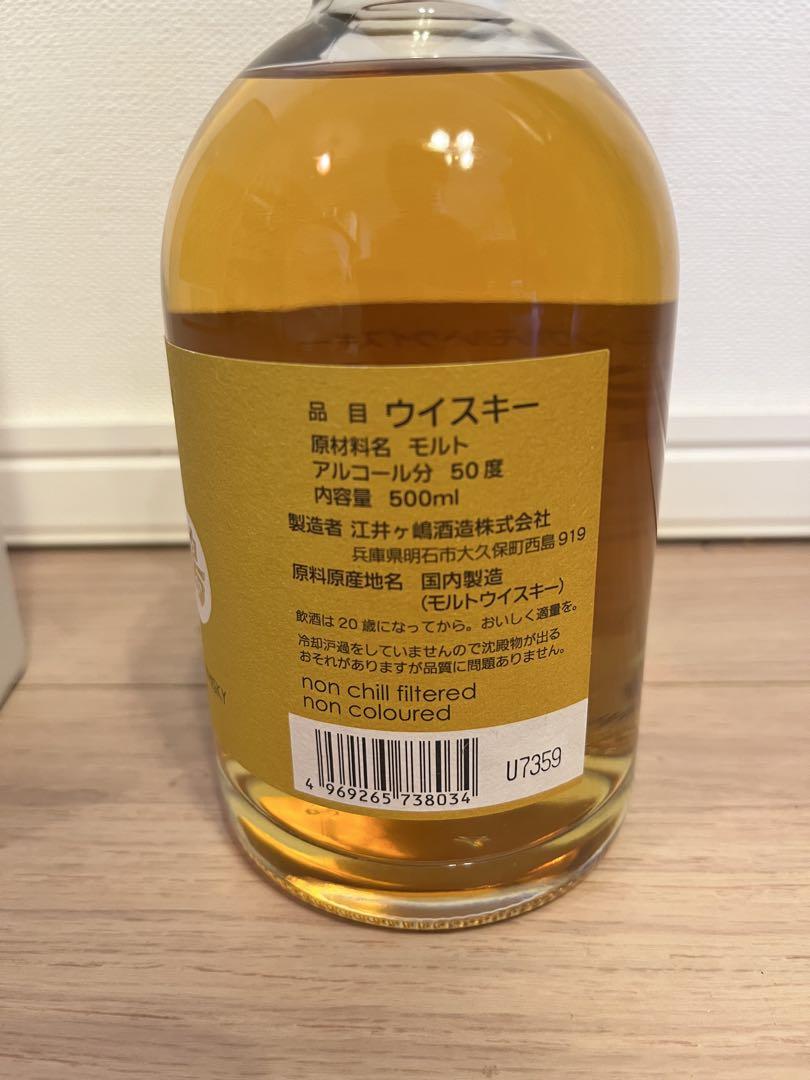 品目 ウイスキー
原材料名 モルト
アルコール分 50度
内容量 500ml
製造者 江井ヶ嶋酒造株式会社
兵庫県明石市大久保町西島919
原料原産地名 国内製造
(モルトウイスキー)
飲酒は20歳になってから。おいしく適量を。
冷却沪過をしていませんので沈殿物が出る
おそれがありますが品質に問題ありません。
non chill filtered
non coloured
4 969265 738034
U7359